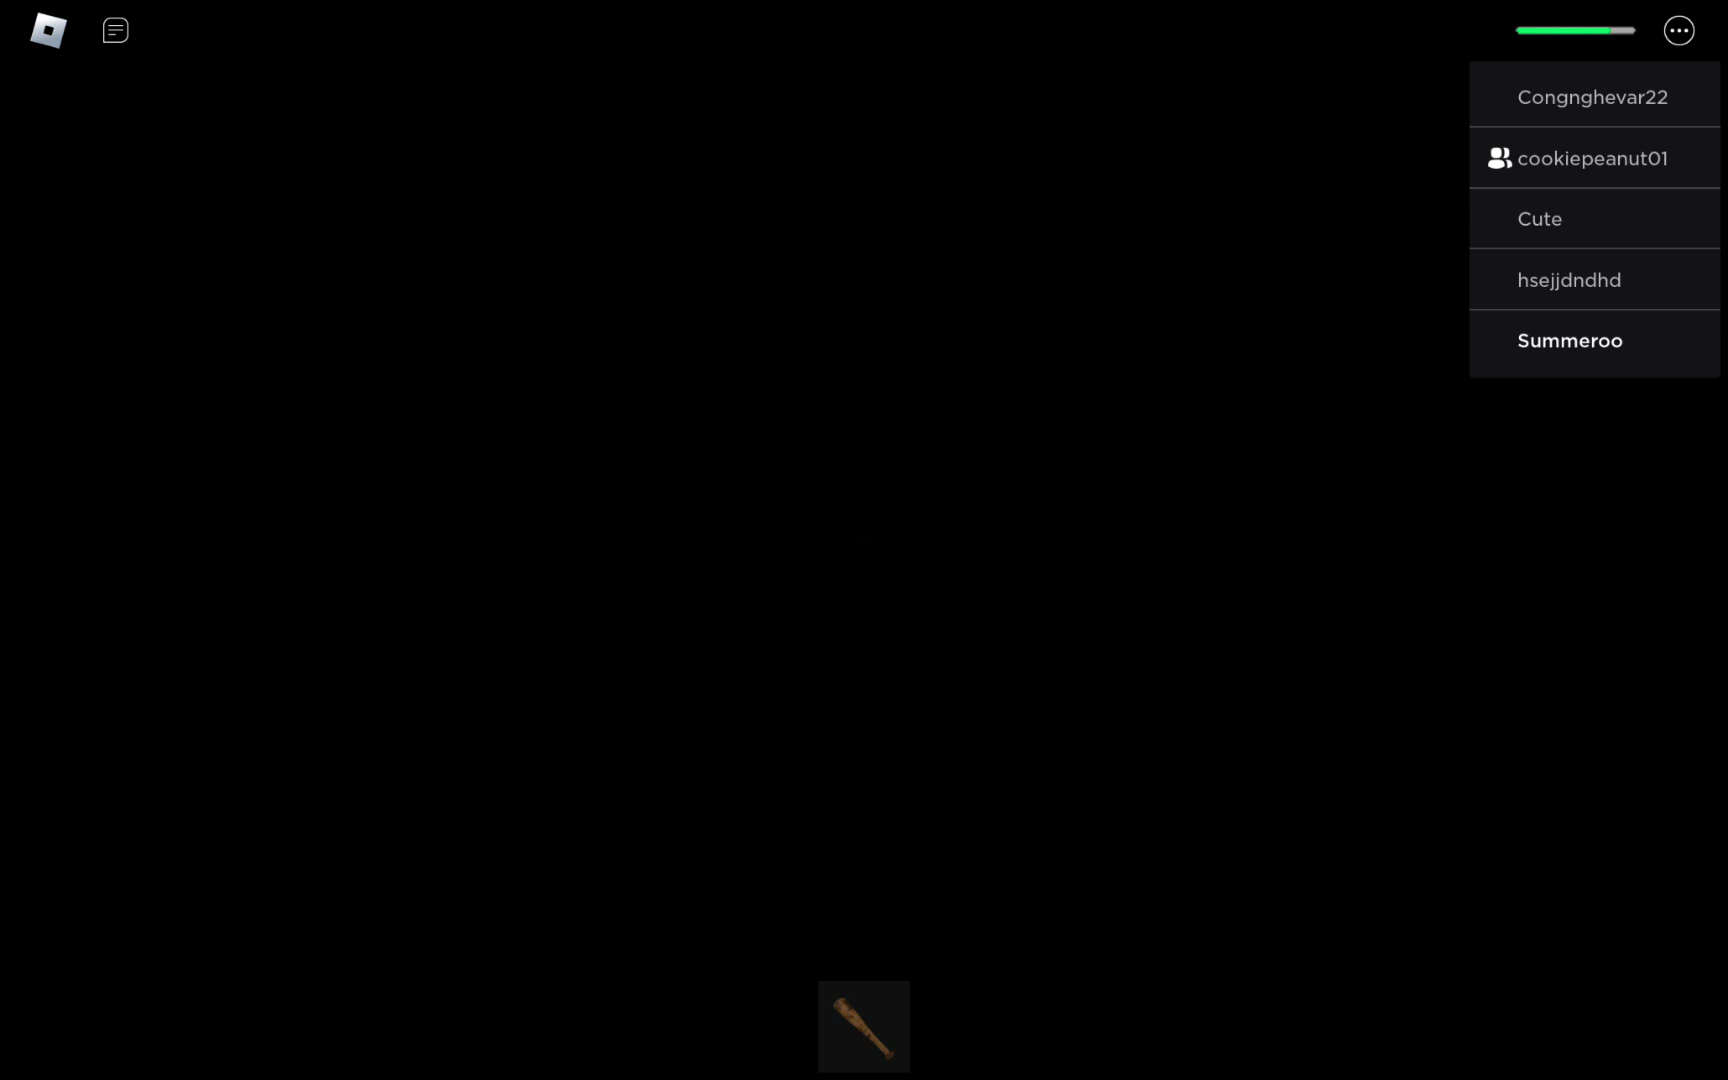 Congnghevar22
cookiepeanut01
Cute
hsejjdndhd
Summeroo